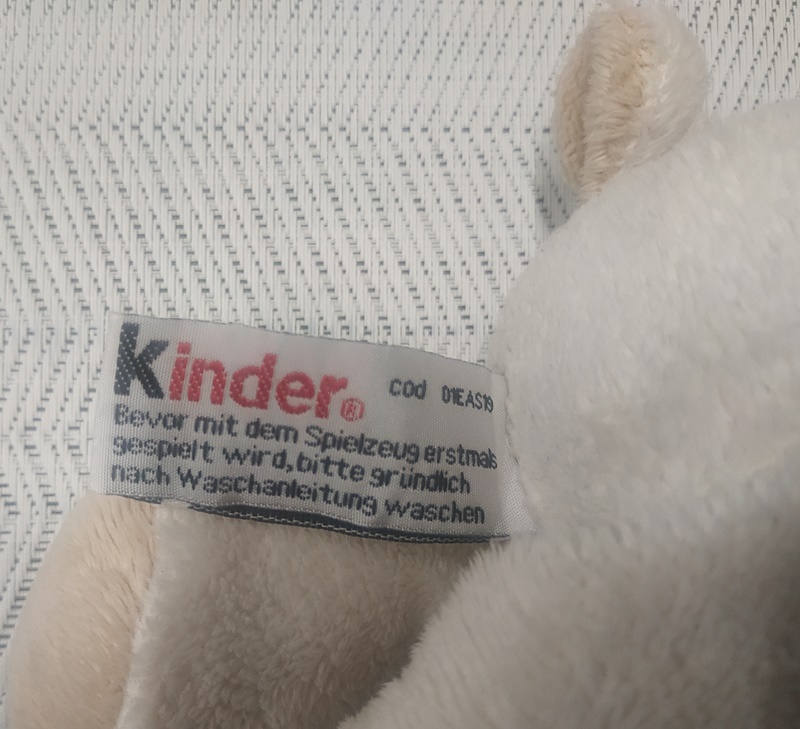 Kinder® cod 01EAS19
Bevor mit dem Spielzeug erstmals
gespielt wird, bitte gründlich
nach Waschanleitung waschen